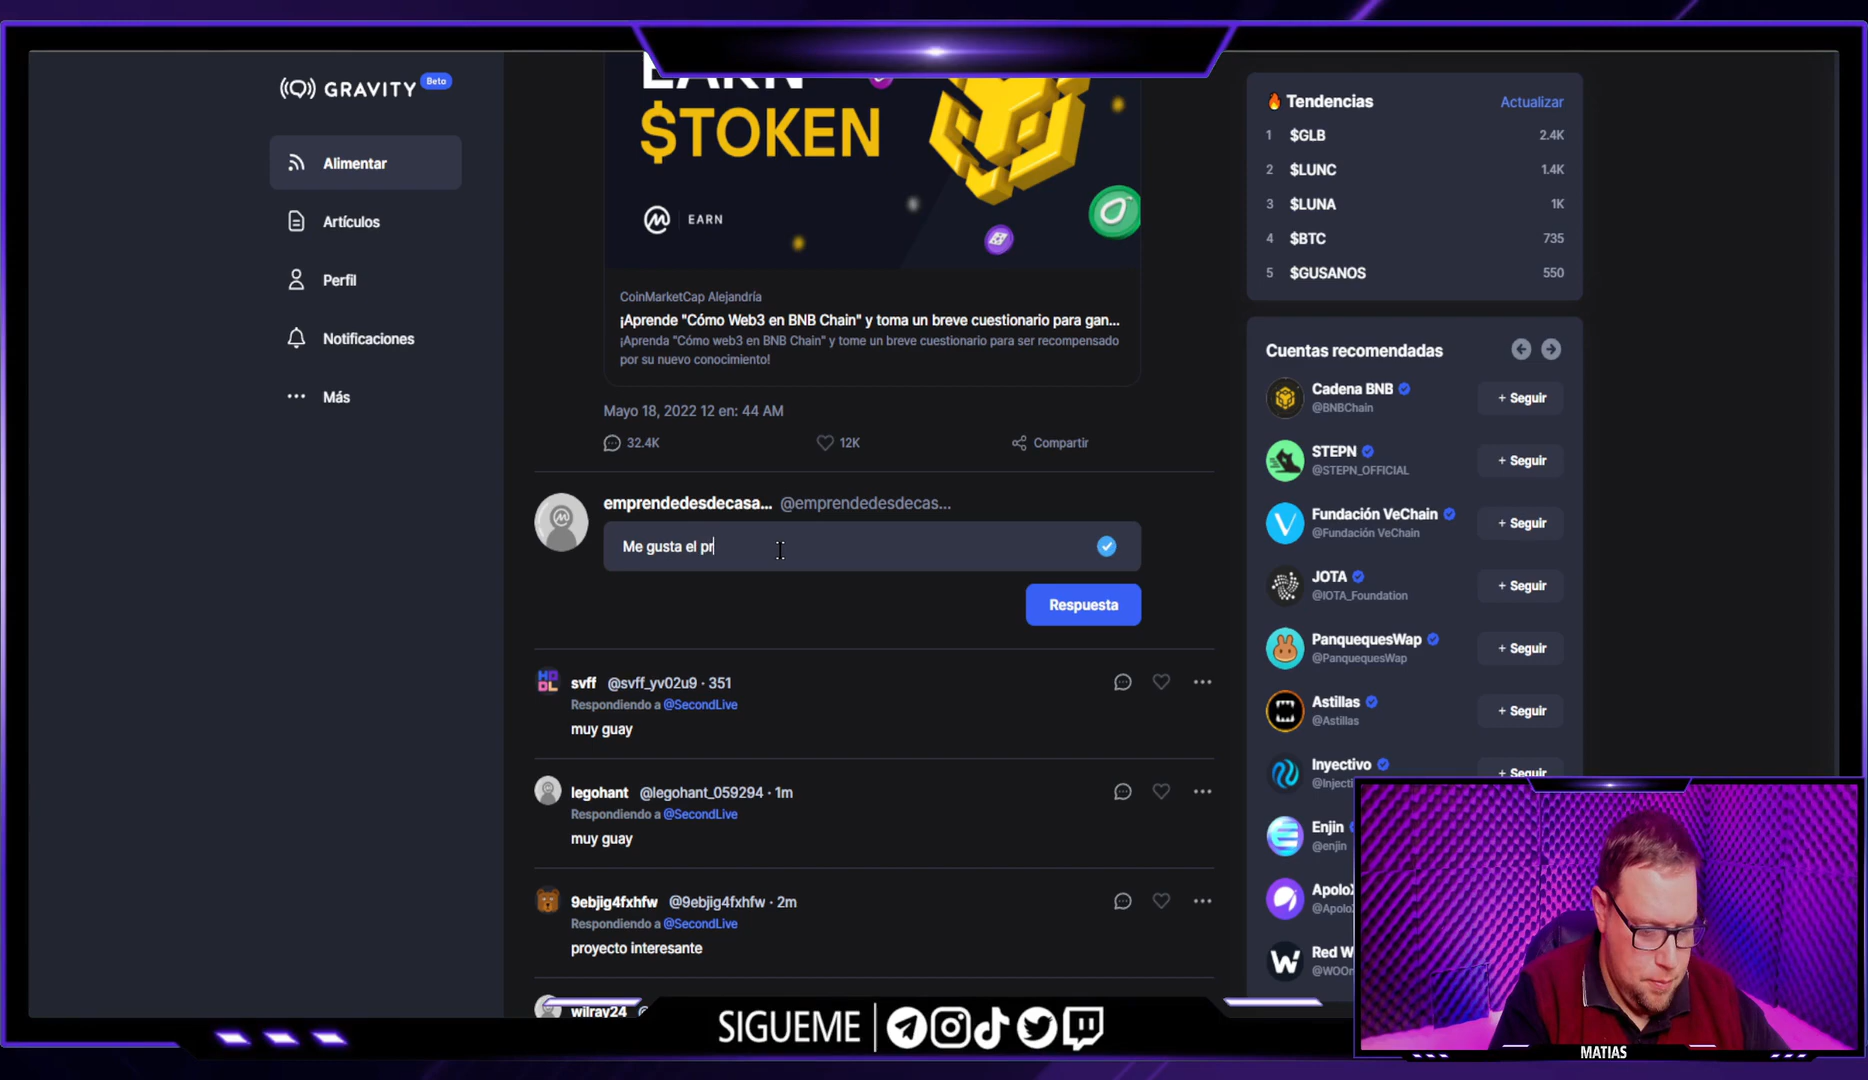 GRAVITY Beta
Alimentar
Artículos
Perfil
Notificaciones
Más
EARN
$TOKEN
EARN
CoinMarketCap Alejandría
¡Aprende "Cómo Web3 en BNB Chain" y toma un breve cuestionario para gan...
¡Aprenda "Cómo web3 en BNB Chain" y tome un breve cuestionario para ser recompensado
por su nuevo conocimiento!
Mayo 18, 2022 12 en: 44 AM
32.4K 12K Compartir
emprendedesdecasa... @emprendedesdecas...
Me gusta el pr
Respuesta
svff @svff_yv02u9 · 351
Respondiendo a @SecondLive
muy guay
legohant @legohant_059294 · 1m
Respondiendo a @SecondLive
muy guay
9ebjig4fxhfw @9ebjig4fxhfw · 2m
Respondiendo a @SecondLive
proyecto interesante
wilray24
Tendencias Actualizar
1 $GLB 2.4K
2 $LUNC 1.4K
3 $LUNA 1K
4 $BTC 735
5 $GUSANOS 550
Cuentas recomendadas
Cadena BNB
@BNBChain
+ Seguir
STEPN
@STEPN_OFFICIAL
+ Seguir
Fundación VeChain
@Fundación VeChain
+ Seguir
JOTA
@IOTA_Foundation
+ Seguir
PanquequesWap
@PanquequesWap
+ Seguir
Astillas
@Astillas
+ Seguir
Inyectivo
@Injecti
+ Seguir
Enjin
@enjin
ApoloX
@Apolo
Red W
@WOO
SIGUEME
MATIAS